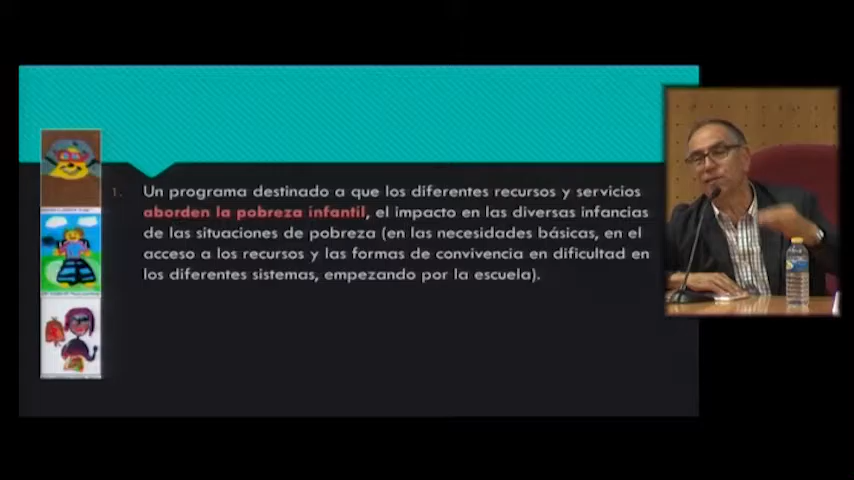 1. Un programa destinado a que los diferentes recursos y servicios
aborden la pobreza infantil, el impacto en las diversas infancias
de las situaciones de pobreza (en las necesidades básicas, en el
acceso a los recursos y las formas de convivencia en dificultad en
los diferentes sistemas, empezando por la escuela).